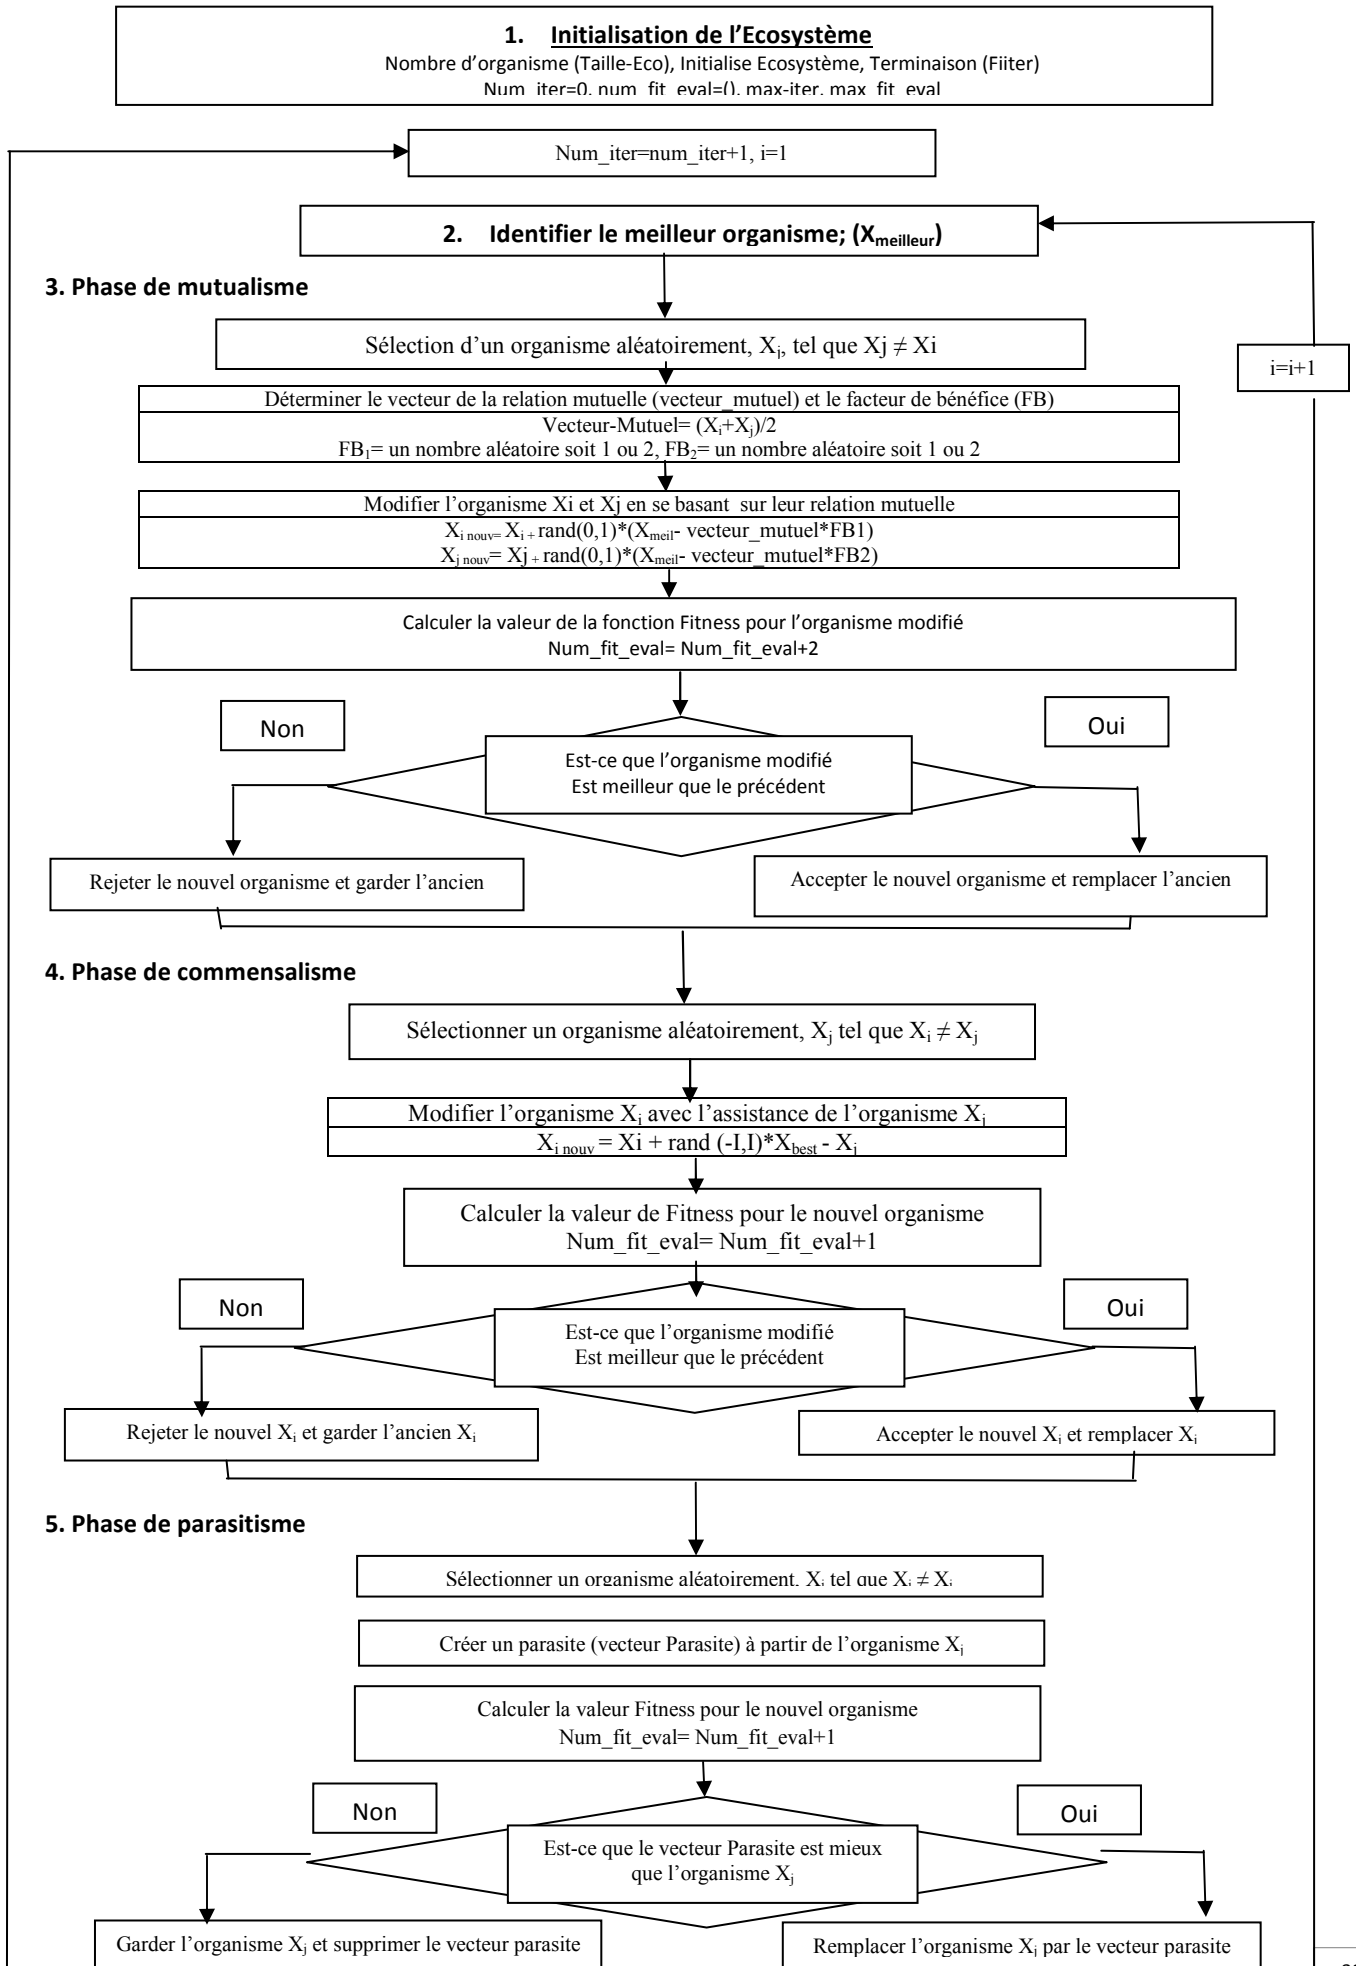 1. Initialisation de l'Ecosystème
Nombre d'organisme (Taille-Eco), Initialise Ecosystème, Terminaison (Fiiter)
Num_iter=0, num_fit_eval=(), max-iter, max_fit_eval
Num_iter=num_iter+1, i=1
2. Identifier le meilleur organisme; (Xmeilleur)
3. Phase de mutualisme
Sélection d'un organisme aléatoirement, Xj, tel que Xj ≠ Xi
i=i+1
Déterminer le vecteur de la relation mutuelle (vecteur_mutuel) et le facteur de bénéfice (FB)
Vecteur-Mutuel= (Xi+Xj)/2
FB1= un nombre aléatoire soit 1 ou 2, FB2= un nombre aléatoire soit 1 ou 2
Modifier l'organisme Xi et Xj en se basant sur leur relation mutuelle
Xi nouv= Xi + rand(0,1)*(Xmeil- vecteur_mutuel*FB1)
Xj nouv= Xj + rand(0,1)*(Xmeil- vecteur_mutuel*FB2)
Calculer la valeur de la fonction Fitness pour l'organisme modifié
Num_fit_eval= Num_fit_eval+2
Non
Oui
Est-ce que l'organisme modifié
Est meilleur que le précédent
Rejeter le nouvel organisme et garder l'ancien
Accepter le nouvel organisme et remplacer l'ancien
4. Phase de commensalisme
Sélectionner un organisme aléatoirement, Xj tel que Xi ≠ Xj
Modifier l'organisme Xi avec l'assistance de l'organisme Xj
Xi nouv = Xi + rand (-I,I)*Xbest - Xj
Calculer la valeur de Fitness pour le nouvel organisme
Num_fit_eval= Num_fit_eval+1
Non
Oui
Est-ce que l'organisme modifié
Est meilleur que le précédent
Rejeter le nouvel Xi et garder l'ancien Xi
Accepter le nouvel Xi et remplacer Xi
5. Phase de parasitisme
Sélectionner un organisme aléatoirement, Xj tel que Xi ≠ Xj
Créer un parasite (vecteur Parasite) à partir de l'organisme Xj
Calculer la valeur Fitness pour le nouvel organisme
Num_fit_eval= Num_fit_eval+1
Non
Oui
Est-ce que le vecteur Parasite est mieux
que l'organisme Xj
Garder l'organisme Xj et supprimer le vecteur parasite
Remplacer l'organisme Xj par le vecteur parasite